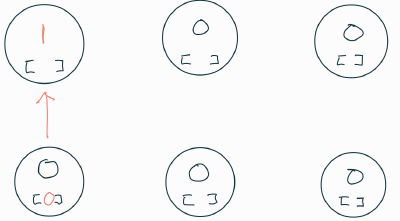 1 0 0
[ ] [ ] [ ]
0 0 0
[0] [ ] [ ]